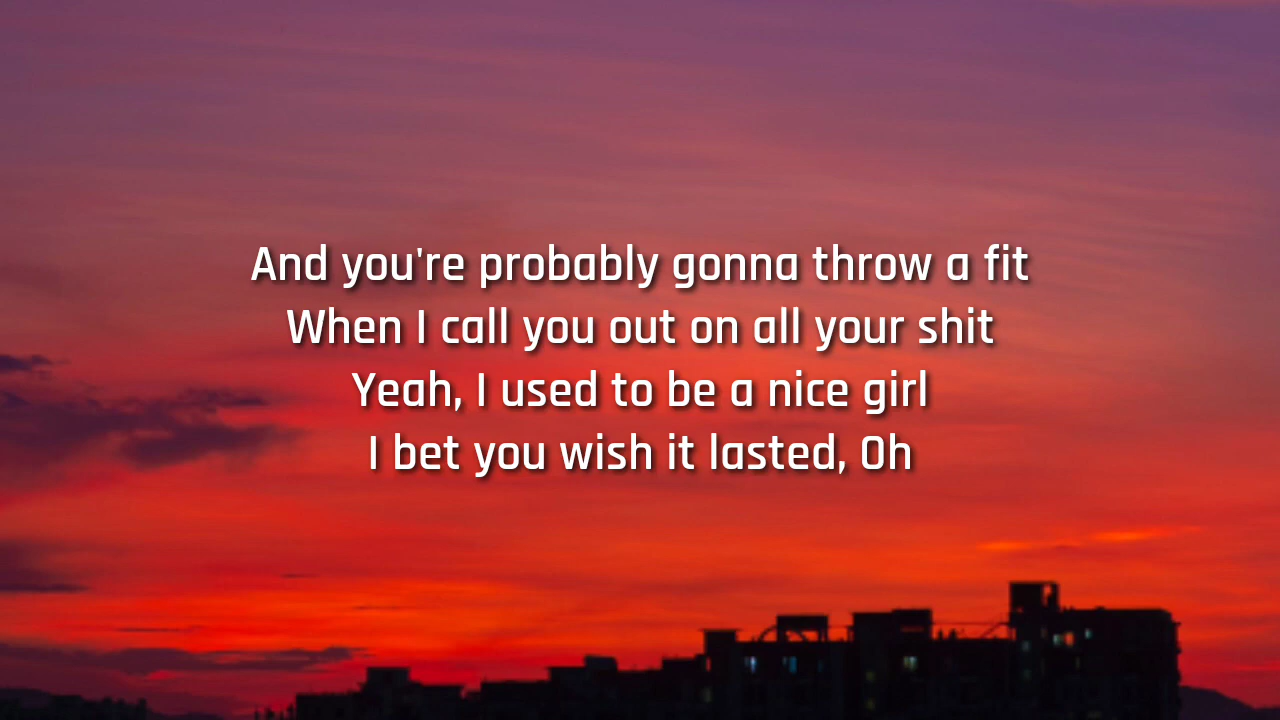 And you're probably gonna throw a fit
When I call you out on all your shit
Yeah, I used to be a nice girl
I bet you wish it lasted, Oh